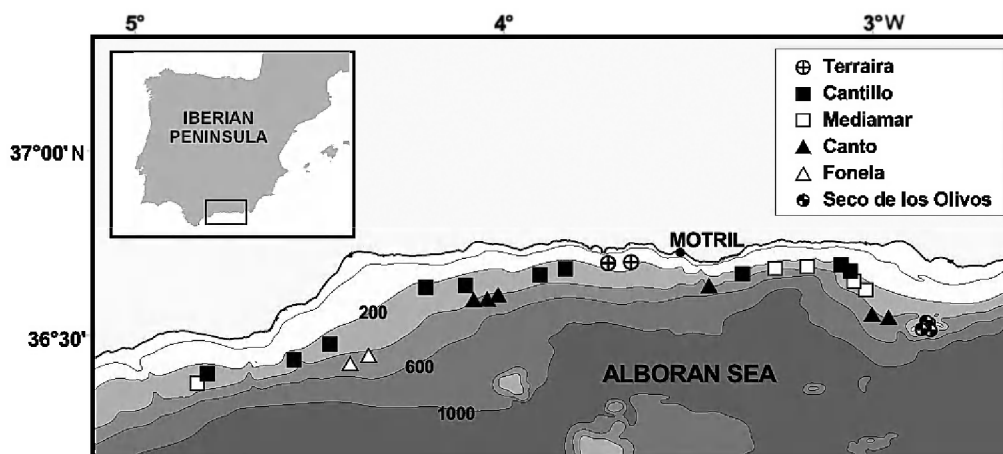 5°
4°
3°W
37°00' N
36°30'
IBERIAN
PENINSULA
Terraira
Cantillo
Mediamar
Canto
Fonela
Seco de los Olivos
MOTRIL
200
600
1000
ALBORAN SEA